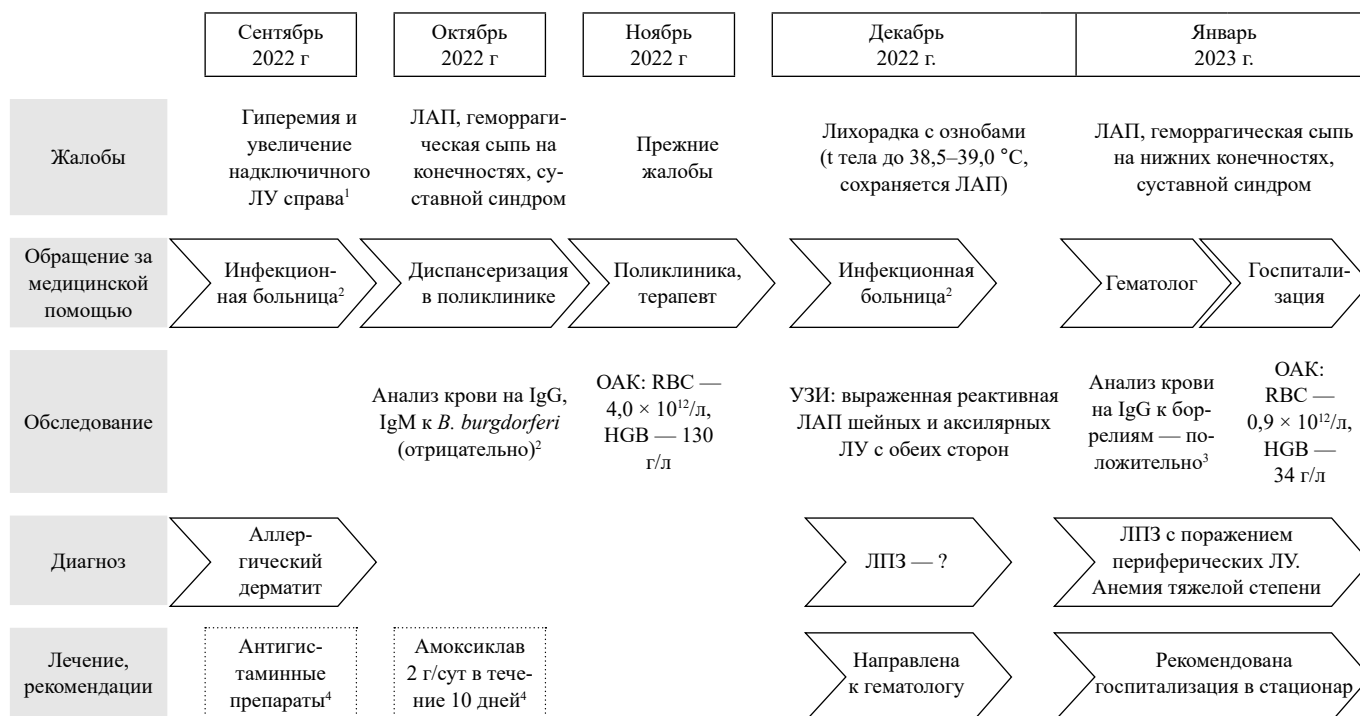 Сентябрь
2022 г
Октябрь
2022 г
Ноябрь
2022 г
Декабрь
2022 г.
Январь
2023 г.
Жалобы
Гиперемия и
увеличение
надключичного
ЛУ справа¹
ЛАП, геморраги-
ческая сыпь на
конечностях, су-
ставной синдром
Прежние
жалобы
Лихорадка с ознобами
(t тела до 38,5–39,0 °C,
сохраняется ЛАП)
ЛАП, геморрагическая сыпь
на нижних конечностях,
суставной синдром
Обращение за
медицинской
помощью
Инфекцион-
ная больница²
Диспансеризация
в поликлинике
Поликлиника,
терапевт
Инфекционная
больница²
Гематолог
Госпитали-
зация
Обследование
Анализ крови на IgG,
IgM к B. burgdorferi
(отрицательно)²
ОАК: RBC —
4,0 × 10¹²/л,
HGB — 130
г/л
УЗИ: выраженная реактивная
ЛАП шейных и аксилярных
ЛУ с обеих сторон
Анализ крови
на IgG к бор-
релиям — по-
ложительно³
ОАК:
RBC —
0,9 × 10¹²/л,
HGB —
34 г/л
Диагноз
Аллер-
гический
дерматит
ЛПЗ — ?
ЛПЗ с поражением
периферических ЛУ.
Анемия тяжелой степени
Лечение,
рекомендации
Антигис-
таминные
препараты⁴
Амоксиклав
2 г/сут в тече-
ние 10 дней⁴
Направлена
к гематологу
Рекомендована
госпитализация в стационар